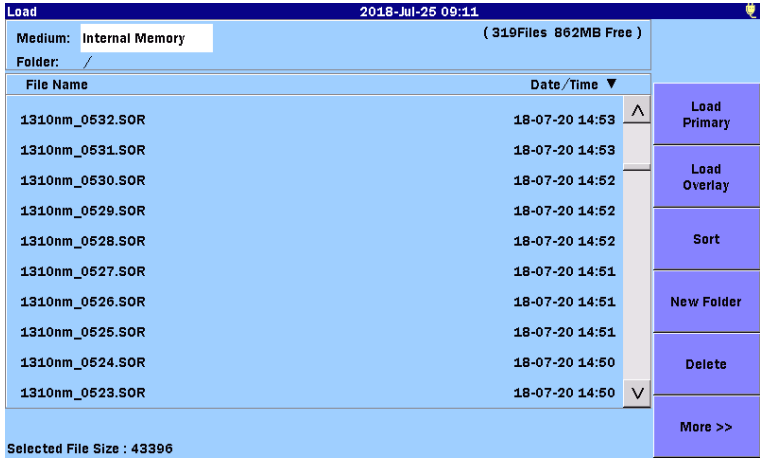 Load 2018-Jul-25 09:11
Medium: Internal Memory ( 319Files 862MB Free )
Folder: /
File Name Date/Time ▼
1310nm_0532.SOR 18-07-20 14:53
1310nm_0531.SOR 18-07-20 14:53
1310nm_0530.SOR 18-07-20 14:52
1310nm_0529.SOR 18-07-20 14:52
1310nm_0528.SOR 18-07-20 14:52
1310nm_0527.SOR 18-07-20 14:51
1310nm_0526.SOR 18-07-20 14:51
1310nm_0525.SOR 18-07-20 14:51
1310nm_0524.SOR 18-07-20 14:50
1310nm_0523.SOR 18-07-20 14:50
Selected File Size : 43396
Load
Primary
Load
Overlay
Sort
New Folder
Delete
More >>